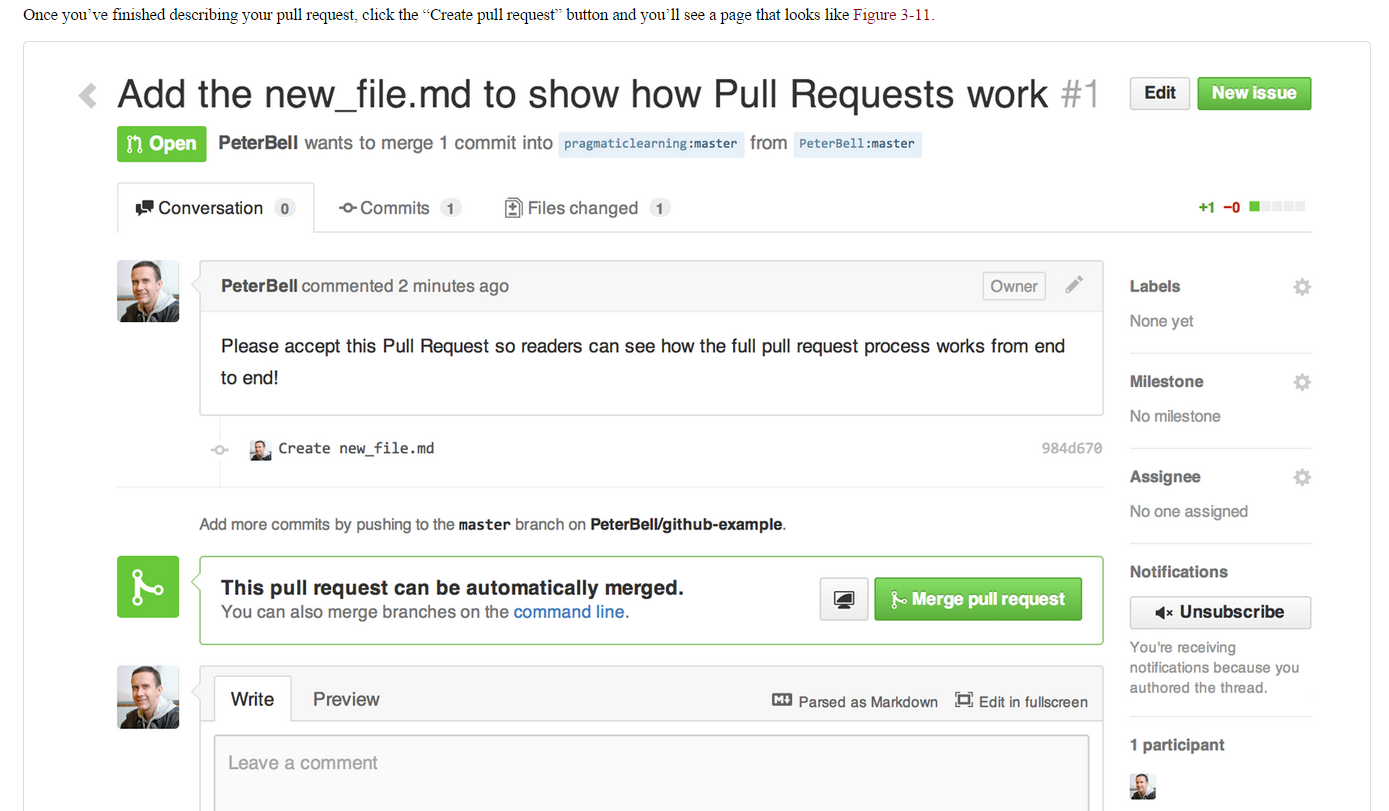 Once you’ve finished describing your pull request, click the “Create pull request” button and you’ll see a page that looks like Figure 3-11.
Add the new_file.md to show how Pull Requests work #1
Edit
New issue
Open
PeterBell wants to merge 1 commit into pragmaticlearning:master from PeterBell:master
Conversation 0
Commits 1
Files changed 1
+1 −0
PeterBell commented 2 minutes ago
Owner
Please accept this Pull Request so readers can see how the full pull request process works from end
to end!
Create new_file.md
984d670
Add more commits by pushing to the master branch on PeterBell/github-example.
This pull request can be automatically merged.
You can also merge branches on the command line.
Merge pull request
Write
Preview
Parsed as Markdown
Edit in fullscreen
Leave a comment
Labels
None yet
Milestone
No milestone
Assignee
No one assigned
Notifications
Unsubscribe
You're receiving
notifications because you
authored the thread.
1 participant